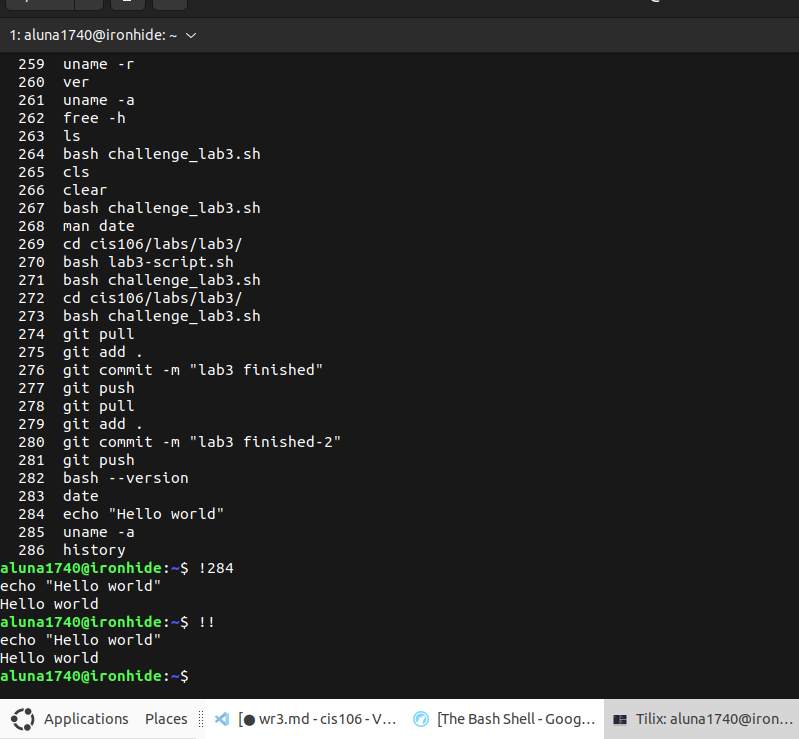 1: aluna1740@ironhide: ~
259  uname -r
260  ver
261  uname -a
262  free -h
263  ls
264  bash challenge_lab3.sh
265  cls
266  clear
267  bash challenge_lab3.sh
268  man date
269  cd cis106/labs/lab3/
270  bash lab3-script.sh
271  bash challenge_lab3.sh
272  cd cis106/labs/lab3/
273  bash challenge_lab3.sh
274  git pull
275  git add .
276  git commit -m "lab3 finished"
277  git push
278  git pull
279  git add .
280  git commit -m "lab3 finished-2"
281  git push
282  bash --version
283  date
284  echo "Hello world"
285  uname -a
286  history
aluna1740@ironhide:~$ !284
echo "Hello world"
Hello world
aluna1740@ironhide:~$ !!
echo "Hello world"
Hello world
aluna1740@ironhide:~$
Applications Places [● wr3.md - cis106 - V... [The Bash Shell - Goog... Tilix: aluna1740@iron...